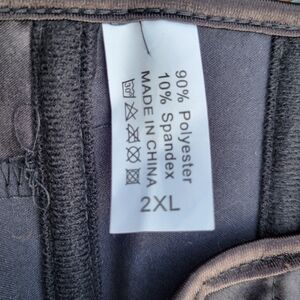 90% Polyester
10% Spandex
MADE IN CHINA
2XL